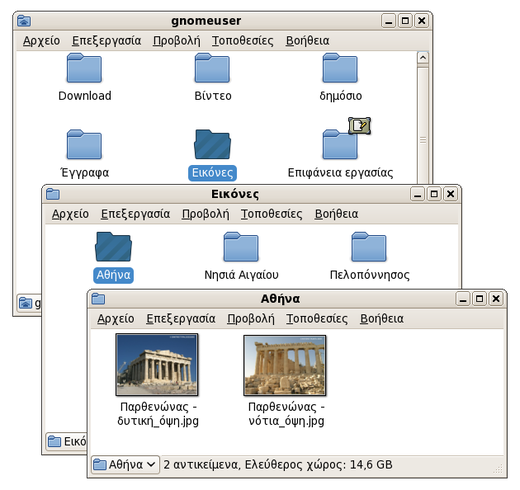 gnomeuser
Αρχείο Επεξεργασία Προβολή Τοποθεσίες Βοήθεια
Download Βίντεο δημόσιο
Έγγραφα Εικόνες Επιφάνεια εργασίας
Εικόνες
Αρχείο Επεξεργασία Προβολή Τοποθεσίες Βοήθεια
Αθήνα Νησιά Αιγαίου Πελοπόννησος
Αθήνα
g
Αρχείο Επεξεργασία Προβολή Τοποθεσίες Βοήθεια
Παρθενώνας -
δυτική_όψη.jpg
Παρθενώνας -
νότια_όψη.jpg
Εικό
Αθήνα 2 αντικείμενα, Ελεύθερος χώρος: 14,6 GB